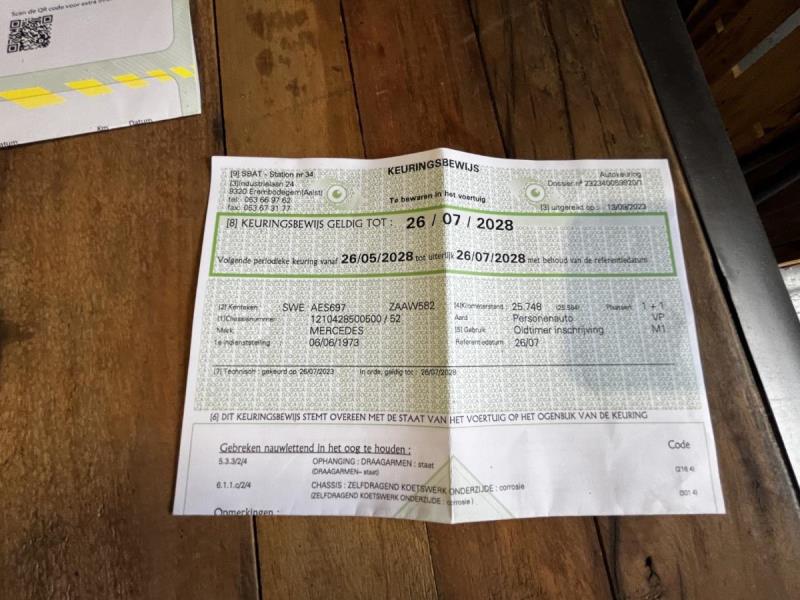 Scan de QR code voor extra
Km Datum
KEURINGSBEWIJS
Te bewaren in het voertuig
[9] SBAT - Station nr 34
[3]Industrielaan 24
9320 Erembodegem(Aalst)
tel: 053 66 97 62
fax: 053 67 31 77
Autokeuring
Dossier nº 232340059820/1
[3] uitgereikt op : 13/09/2023
[8] KEURINGSBEWIJS GELDIG TOT : 26 / 07 / 2028
Volgende periodieke keuring vanaf 26/05/2028 tot uiterlijk 26/07/2028 met behoud van de referentiedatum
[2] Kenteken SWE AES697 ZAAW582 [4]Kilometerstand : 25.748 (25.584) Plaatsen: 1 + 1
[1]Chassisnummer 1210428500500 / 52 Aard Personenauto VP
Merk MERCEDES [5] Gebruik Oldtimer inschrijving M1
1e indienststelling 06/06/1973 Referentiedatum 26/07
[7] Technisch : gekeurd op 26/07/2023 In orde, geldig tot : 26/07/2028
[6] DIT KEURINGSBEWIJS STEMT OVEREEN MET DE STAAT VAN HET VOERTUIG OP HET OGENBLIK VAN DE KEURING
Gebreken nauwlettend in het oog te houden : Code
5.3.3/2/4 OPHANGING : DRAAGARMEN : staat (216.4)
(DRAAGARMEN- staat)
6.1.1.c/2/4 CHASSIS : ZELFDRAGEND KOETSWERK ONDERZIJDE : corrosie (301.4)
(ZELFDRAGEND KOETSWERK ONDERZIJDE : corrosie )
Opmerkingen :